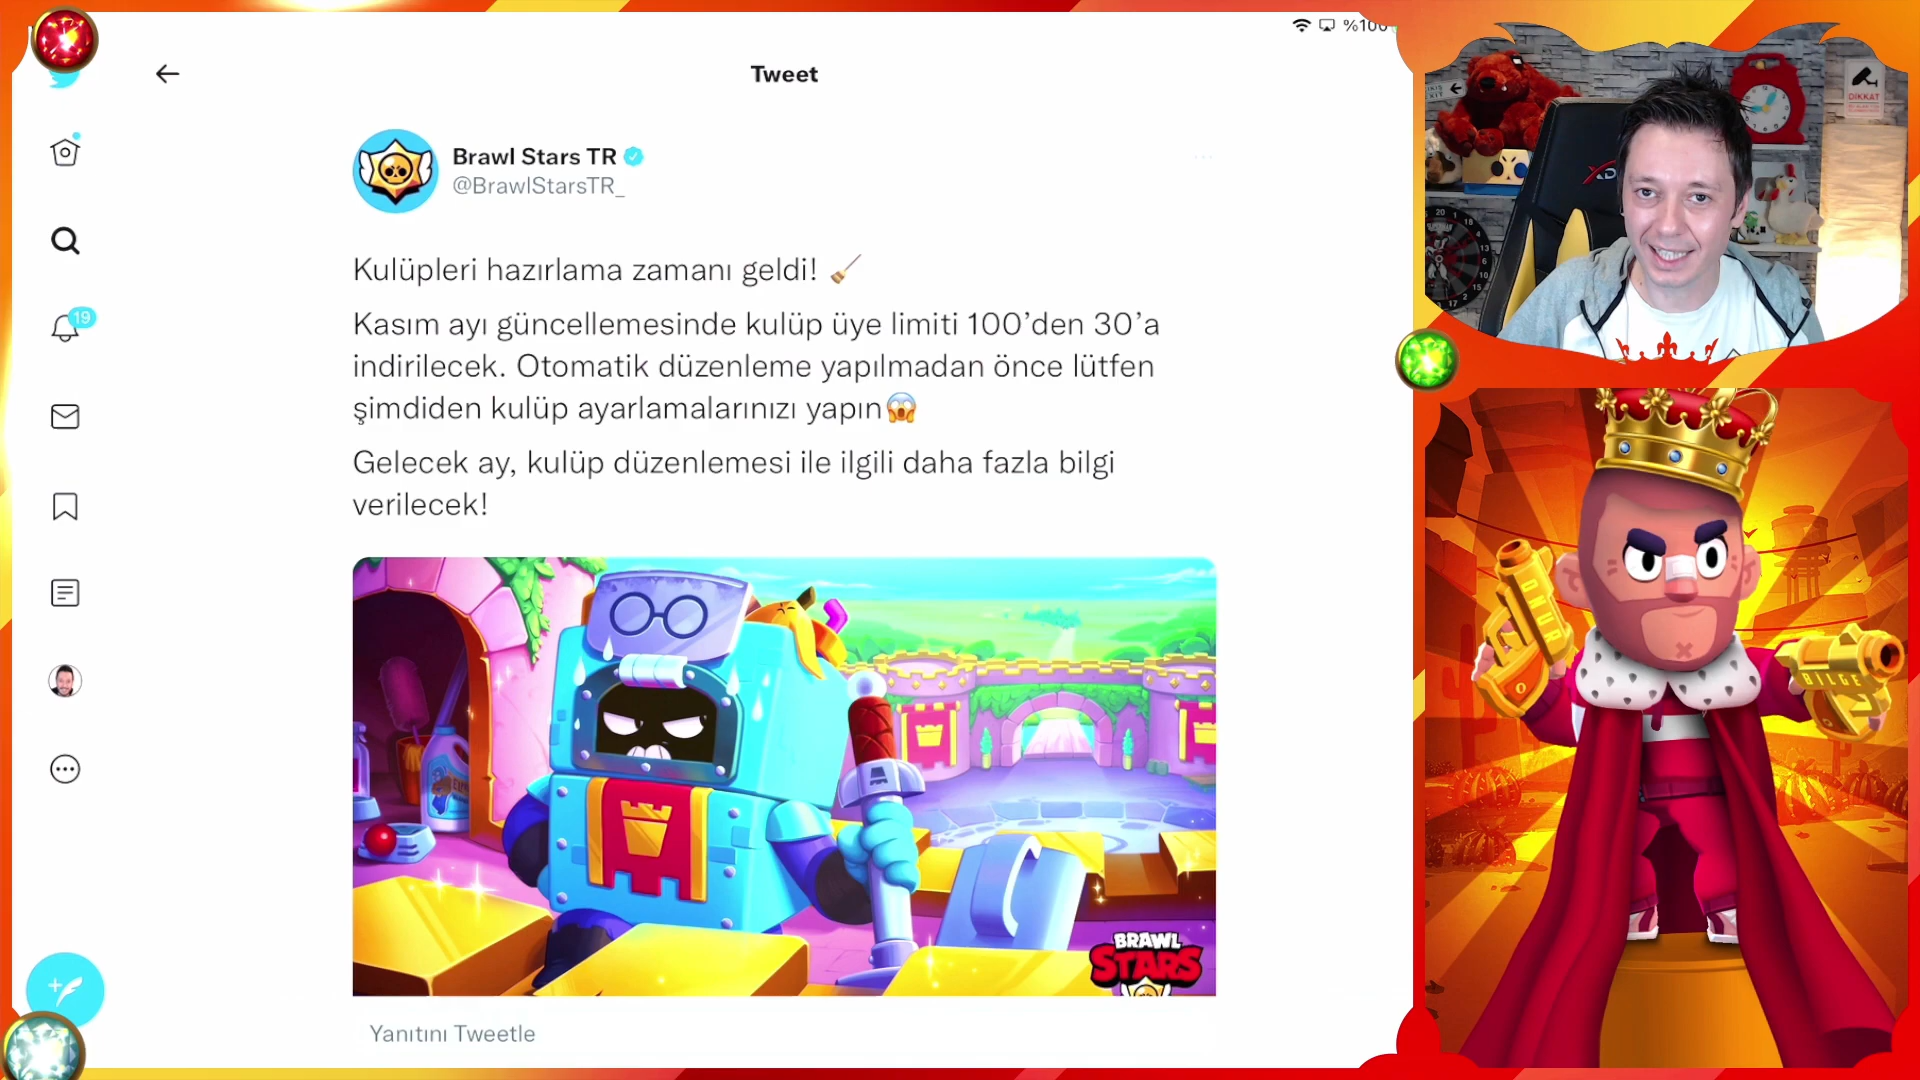 %100
Tweet
Brawl Stars TR
@BrawlStarsTR_
19
Kulüpleri hazırlama zamanı geldi! 🧹
Kasım ayı güncellemesinde kulüp üye limiti 100’den 30’a
indirilecek. Otomatik düzenleme yapılmadan önce lütfen
şimdiden kulüp ayarlamalarınızı yapın😱
Gelecek ay, kulüp düzenlemesi ile ilgili daha fazla bilgi
verilecek!
BRAWL
STARS
Yanıtını Tweetle
DİKKAT
ONUR
BILGE